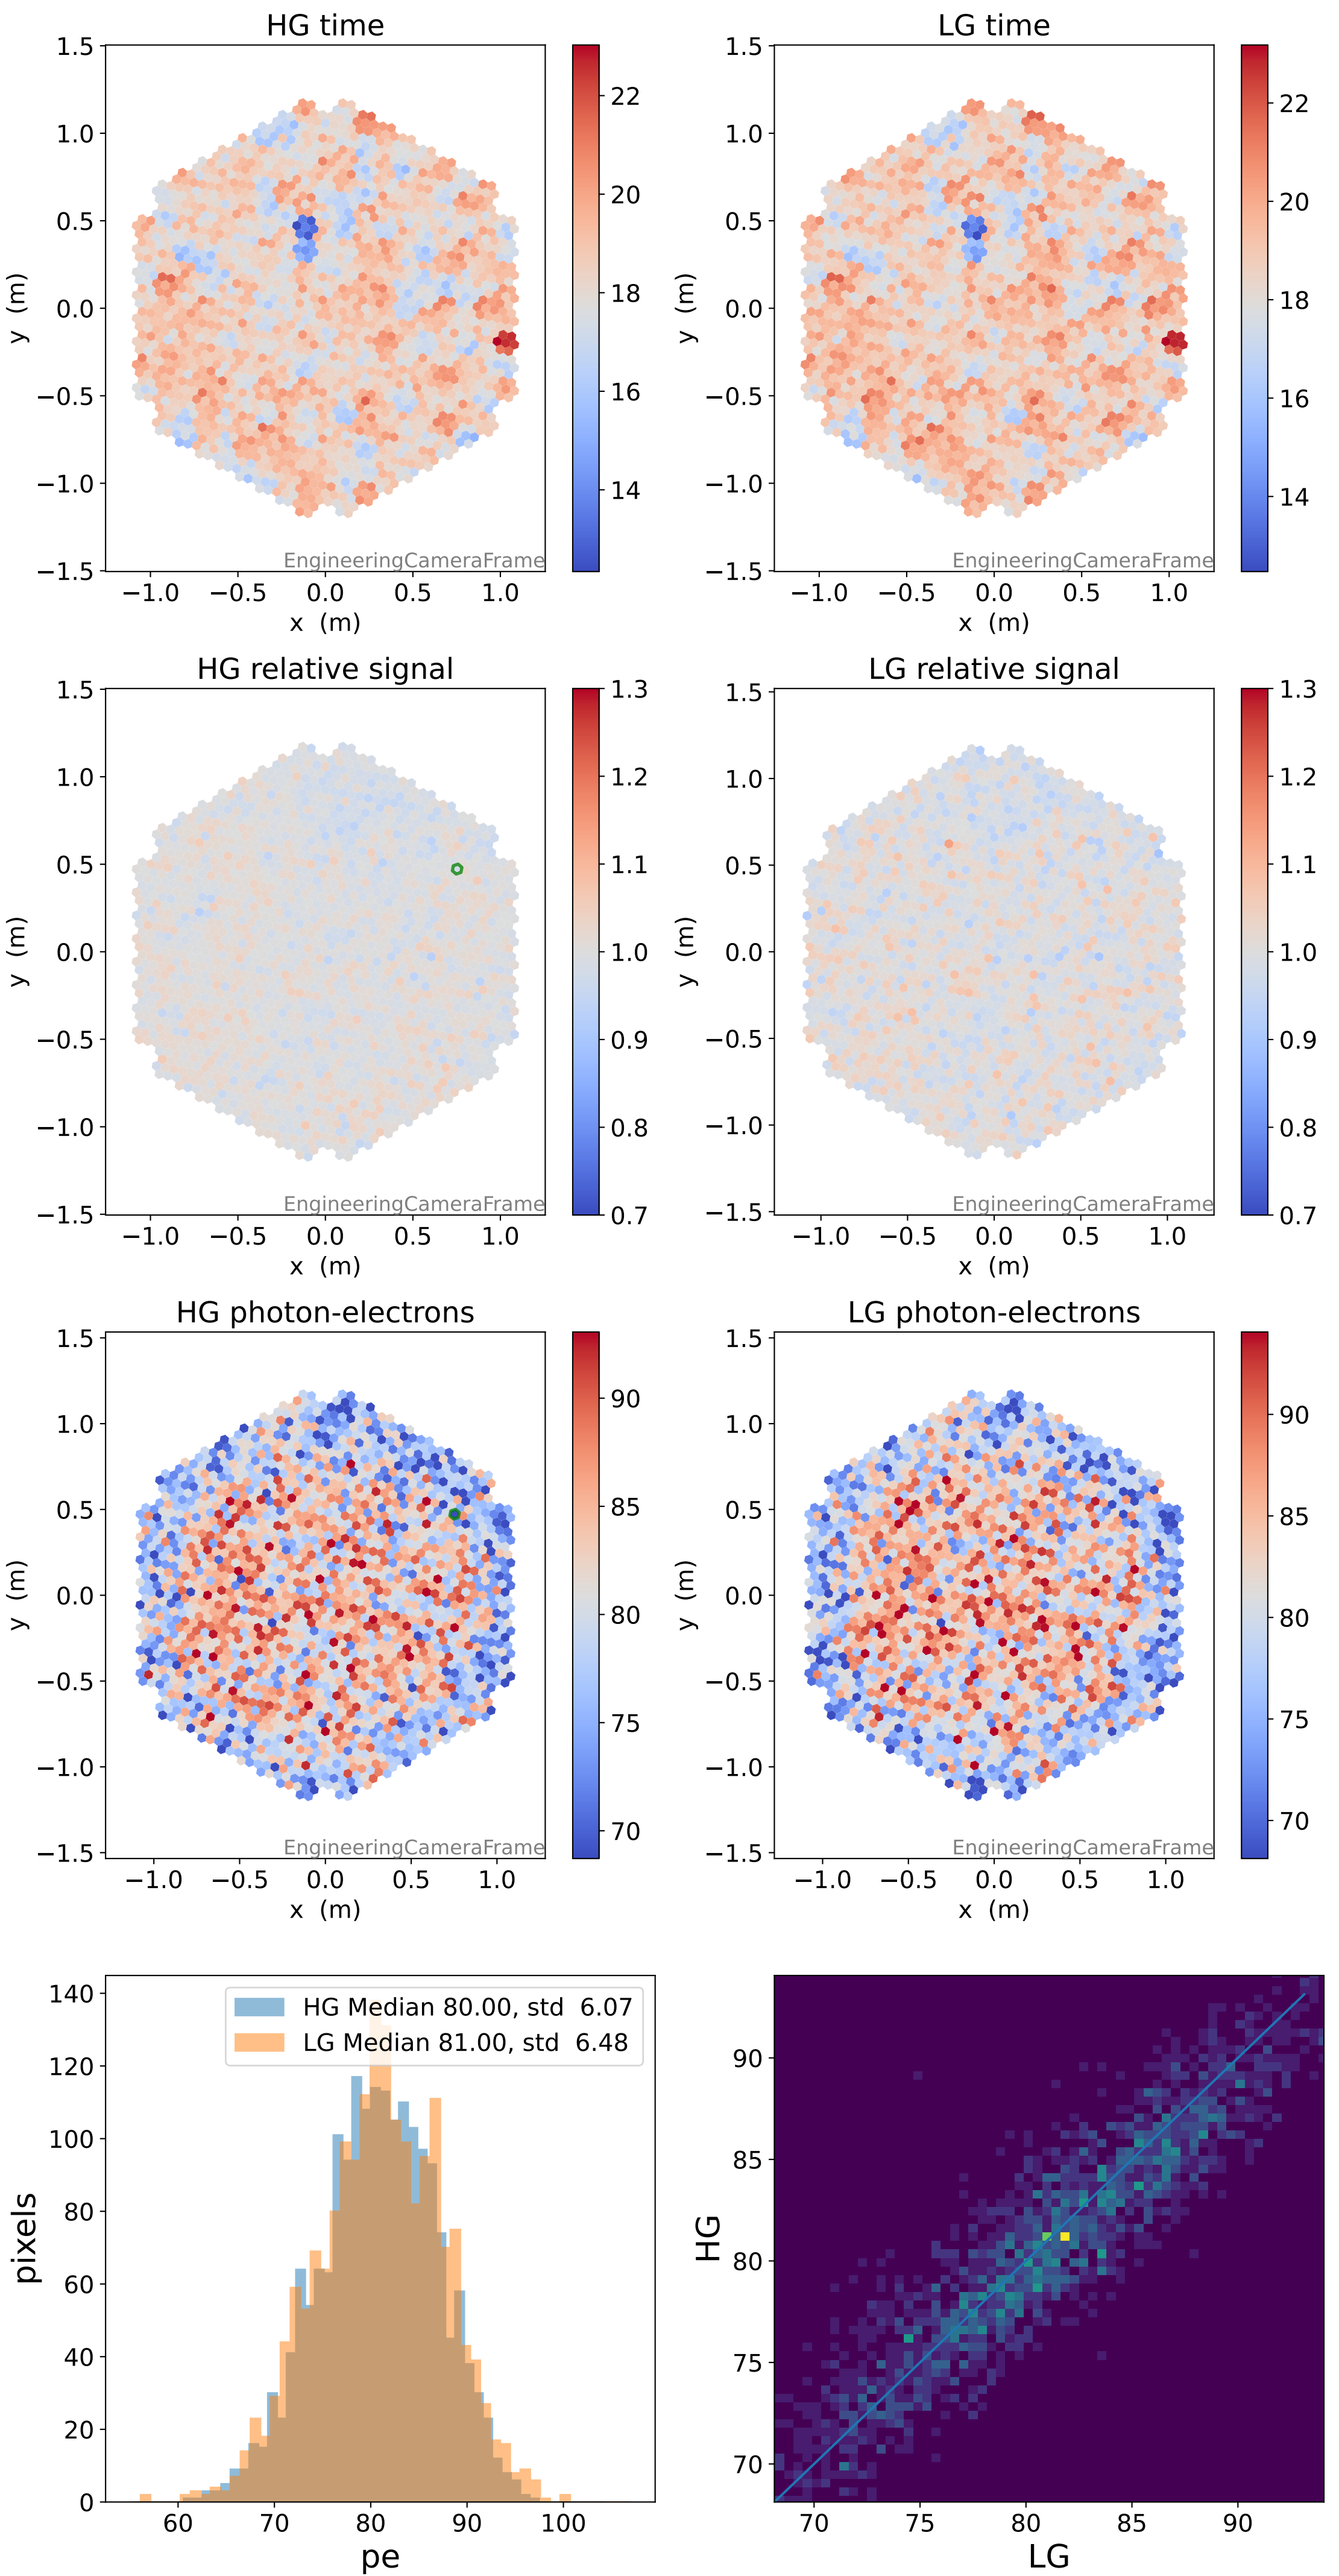 HG time
LG time
1.5
1.0
0.5
0.0
−0.5
−1.0
−1.5
y (m)
−1.0 −0.5 0.0 0.5 1.0
x (m)
EngineeringCameraFrame
22
20
18
16
14
1.5
1.0
0.5
0.0
−0.5
−1.0
−1.5
y (m)
−1.0 −0.5 0.0 0.5 1.0
x (m)
EngineeringCameraFrame
22
20
18
16
14
HG relative signal
LG relative signal
1.5
1.0
0.5
0.0
−0.5
−1.0
−1.5
y (m)
−1.0 −0.5 0.0 0.5 1.0
x (m)
EngineeringCameraFrame
1.3
1.2
1.1
1.0
0.9
0.8
0.7
1.5
1.0
0.5
0.0
−0.5
−1.0
−1.5
y (m)
−1.0 −0.5 0.0 0.5 1.0
x (m)
EngineeringCameraFrame
1.3
1.2
1.1
1.0
0.9
0.8
0.7
HG photon-electrons
LG photon-electrons
1.5
1.0
0.5
0.0
−0.5
−1.0
−1.5
y (m)
−1.0 −0.5 0.0 0.5 1.0
x (m)
EngineeringCameraFrame
90
85
80
75
70
1.5
1.0
0.5
0.0
−0.5
−1.0
−1.5
y (m)
−1.0 −0.5 0.0 0.5 1.0
x (m)
EngineeringCameraFrame
90
85
80
75
70
HG Median 80.00, std 6.07
LG Median 81.00, std 6.48
140
120
100
80
60
40
20
0
pixels
60 70 80 90 100
pe
90
85
80
75
70
HG
70 75 80 85 90
LG